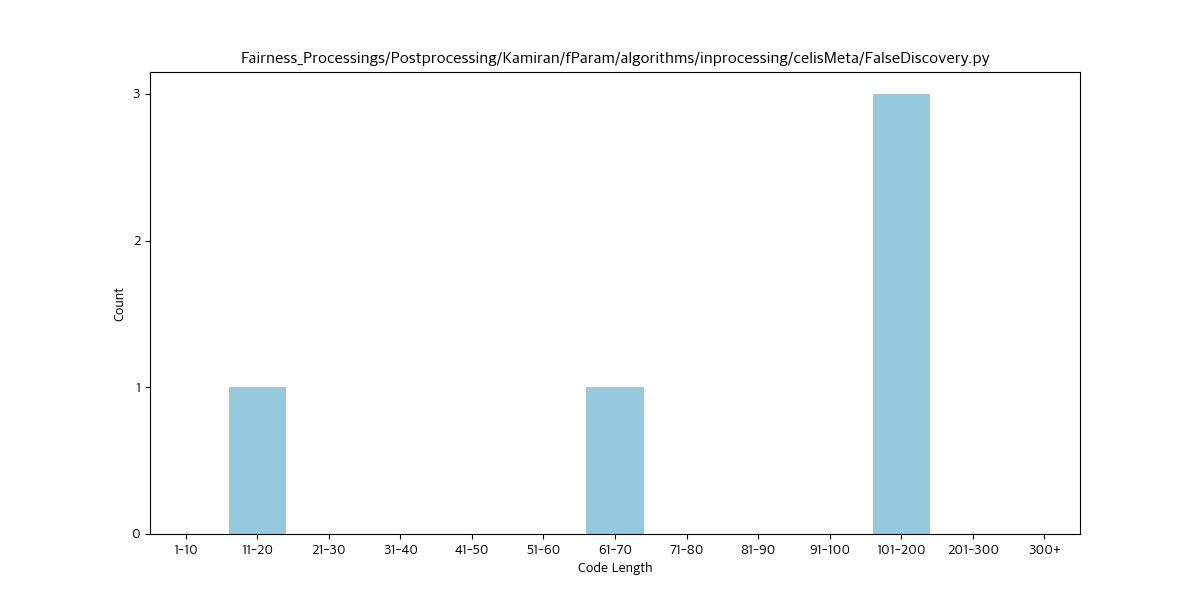 Fairness_Processings/Postprocessing/Kamiran/fParam/algorithms/inprocessing/celisMeta/FalseDiscovery.py
3
2
1
0
Count
1-10 11-20 21-30 31-40 41-50 51-60 61-70 71-80 81-90 91-100 101-200 201-300 300+
Code Length